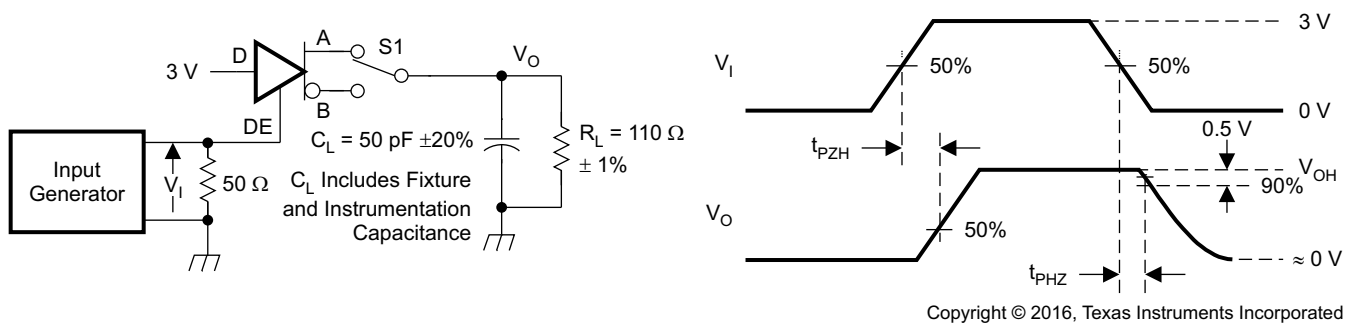 3 V
D
A
S1
V_O
B
DE
Input
Generator
V_I
50 Ω
C_L = 50 pF ±20%
C_L Includes Fixture
and Instrumentation
Capacitance
R_L = 110 Ω
± 1%
V_I
50%
50%
3 V
0 V
t_PZH
0.5 V
V_OH
90%
V_O
50%
≈ 0 V
t_PHZ
Copyright © 2016, Texas Instruments Incorporated